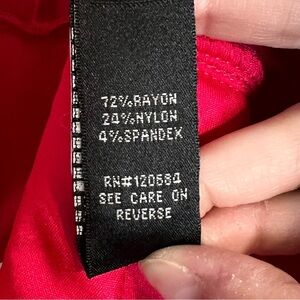 72%RAYON
24%NYLON
4%SPANDEX
RN#120584
SEE CARE ON
REVERSE